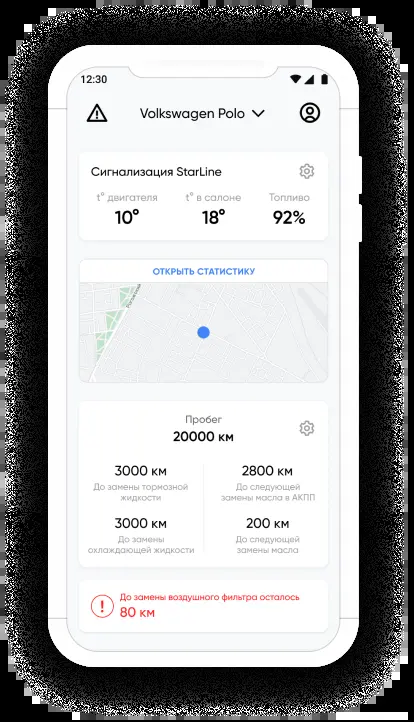 12:30
Volkswagen Polo
Сигнализация StarLine
t° двигателя
t° в салоне
Топливо
10°
18°
92%
ОТКРЫТЬ СТАТИСТИКУ
Пробег
20000 км
3000 км
До замены тормозной
жидкости
2800 км
До следующей
замены масла в АКПП
3000 км
До замены
охлаждающей жидкости
200 км
До следующей
замены масла
До замены воздушного фильтра осталось
80 км